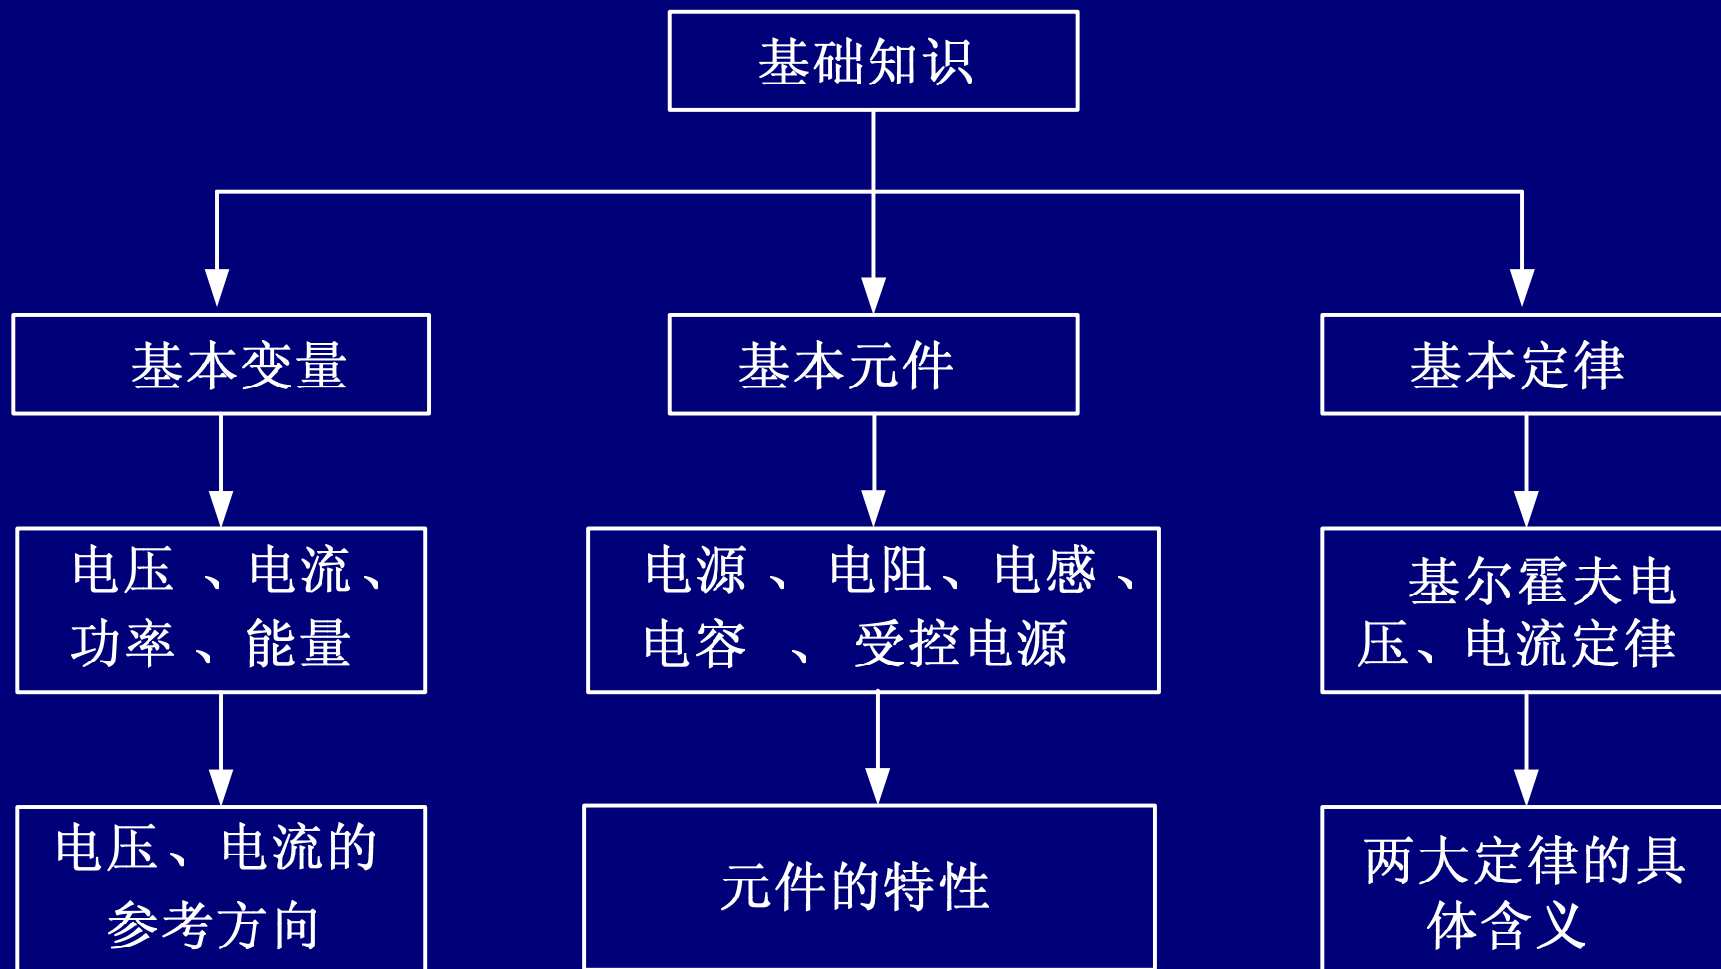 基础知识
基本变量
基本元件
基本定律
电压、电流、
功率、能量
电源、电阻、电感、
电容、受控电源
基尔霍夫电
压、电流定律
电压、电流的
参考方向
元件的特性
两大定律的具
体含义